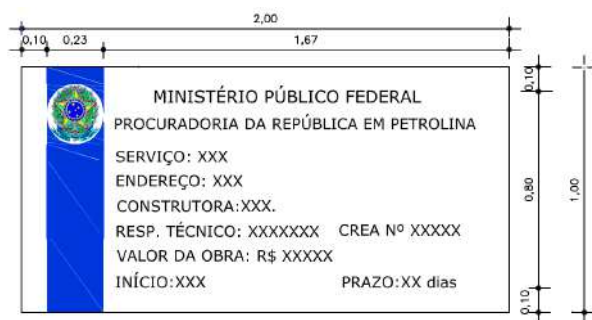 2,00
0,10 0,23 1,67
MINISTÉRIO PÚBLICO FEDERAL
PROCURADORIA DA REPÚBLICA EM PETROLINA
SERVIÇO: XXX
ENDEREÇO: XXX
CONSTRUTORA:XXX.
RESP. TÉCNICO: XXXXXXX CREA Nº XXXXX
VALOR DA OBRA: R$ XXXXX
INÍCIO:XXX PRAZO:XX dias
0,10
0,80
0,10
1,00